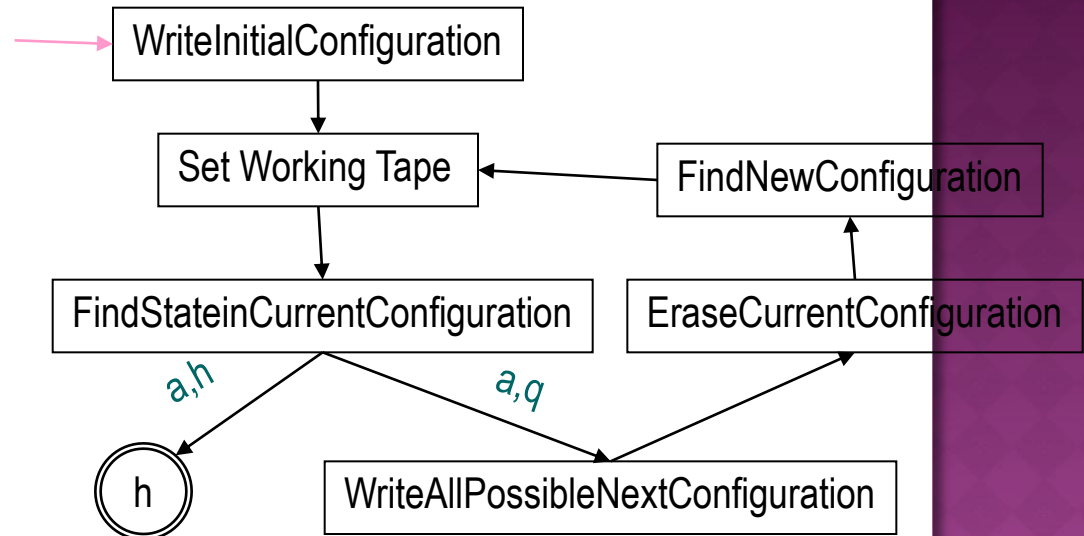 WriteInitialConfiguration
Set Working Tape
FindNewConfiguration
FindStateinCurrentConfiguration
EraseCurrentConfiguration
a,h
a,q
h
WriteAllPossibleNextConfiguration